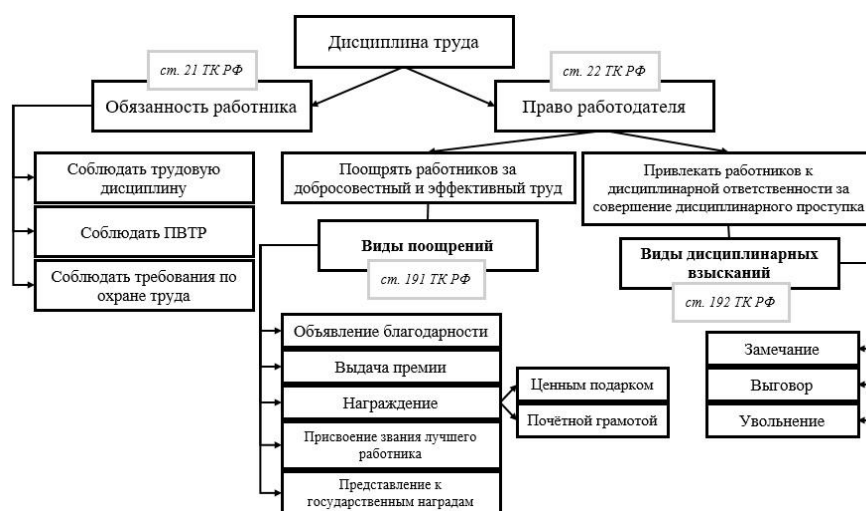 Дисциплина труда
ст. 21 ТК РФ
ст. 22 ТК РФ
Обязанность работника
Право работодателя
Соблюдать трудовую
дисциплину
Соблюдать ПВТР
Соблюдать требования по
охране труда
Поощрять работников за
добросовестный и эффективный труд
Привлекать работников к
дисциплинарной ответственности за
совершение дисциплинарного проступка
Виды поощрений
ст. 191 ТК РФ
Виды дисциплинарных
взысканий
ст. 192 ТК РФ
Объявление благодарности
Выдача премии
Награждение
Ценным подарком
Почётной грамотой
Присвоение звания лучшего
работника
Представление к
государственным наградам
Замечание
Выговор
Увольнение